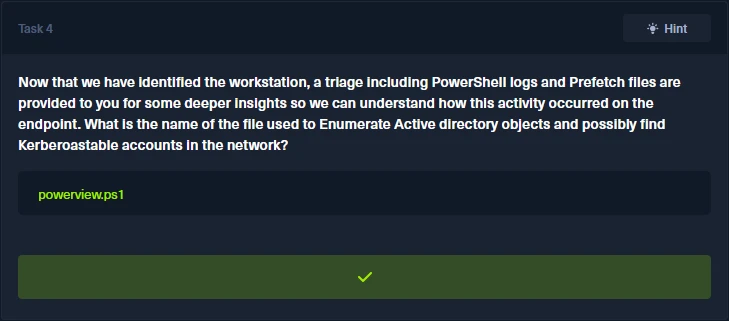 Task 4
Hint
Now that we have identified the workstation, a triage including PowerShell logs and Prefetch files are
provided to you for some deeper insights so we can understand how this activity occurred on the
endpoint. What is the name of the file used to Enumerate Active directory objects and possibly find
Kerberoastable accounts in the network?
powerview.ps1